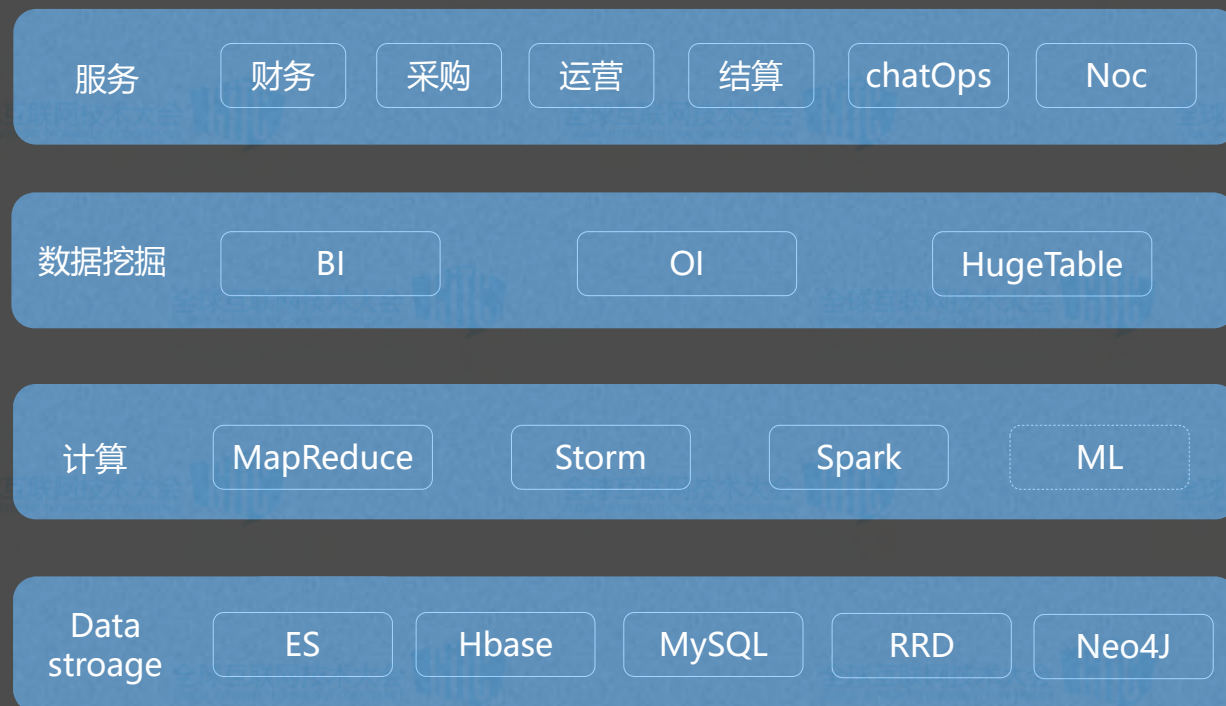 服务 财务 采购 运营 结算 chatOps Noc
数据挖掘 BI OI HugeTable
计算 MapReduce Storm Spark ML
Data
stroage ES Hbase MySQL RRD Neo4J